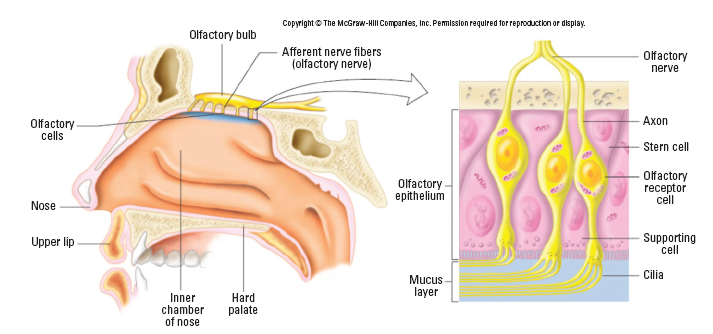 Copyright © The McGraw-Hill Companies, Inc. Permission required for reproduction or display.
Olfactory bulb
Afferent nerve fibers
(olfactory nerve)
Olfactory
cells
Nose
Upper lip
Inner
chamber
of nose
Hard
palate
Olfactory
nerve
Axon
Stern cell
Olfactory
receptor
cell
Olfactory
epithelium
Supporting
cell
Mucus
layer
Cilia